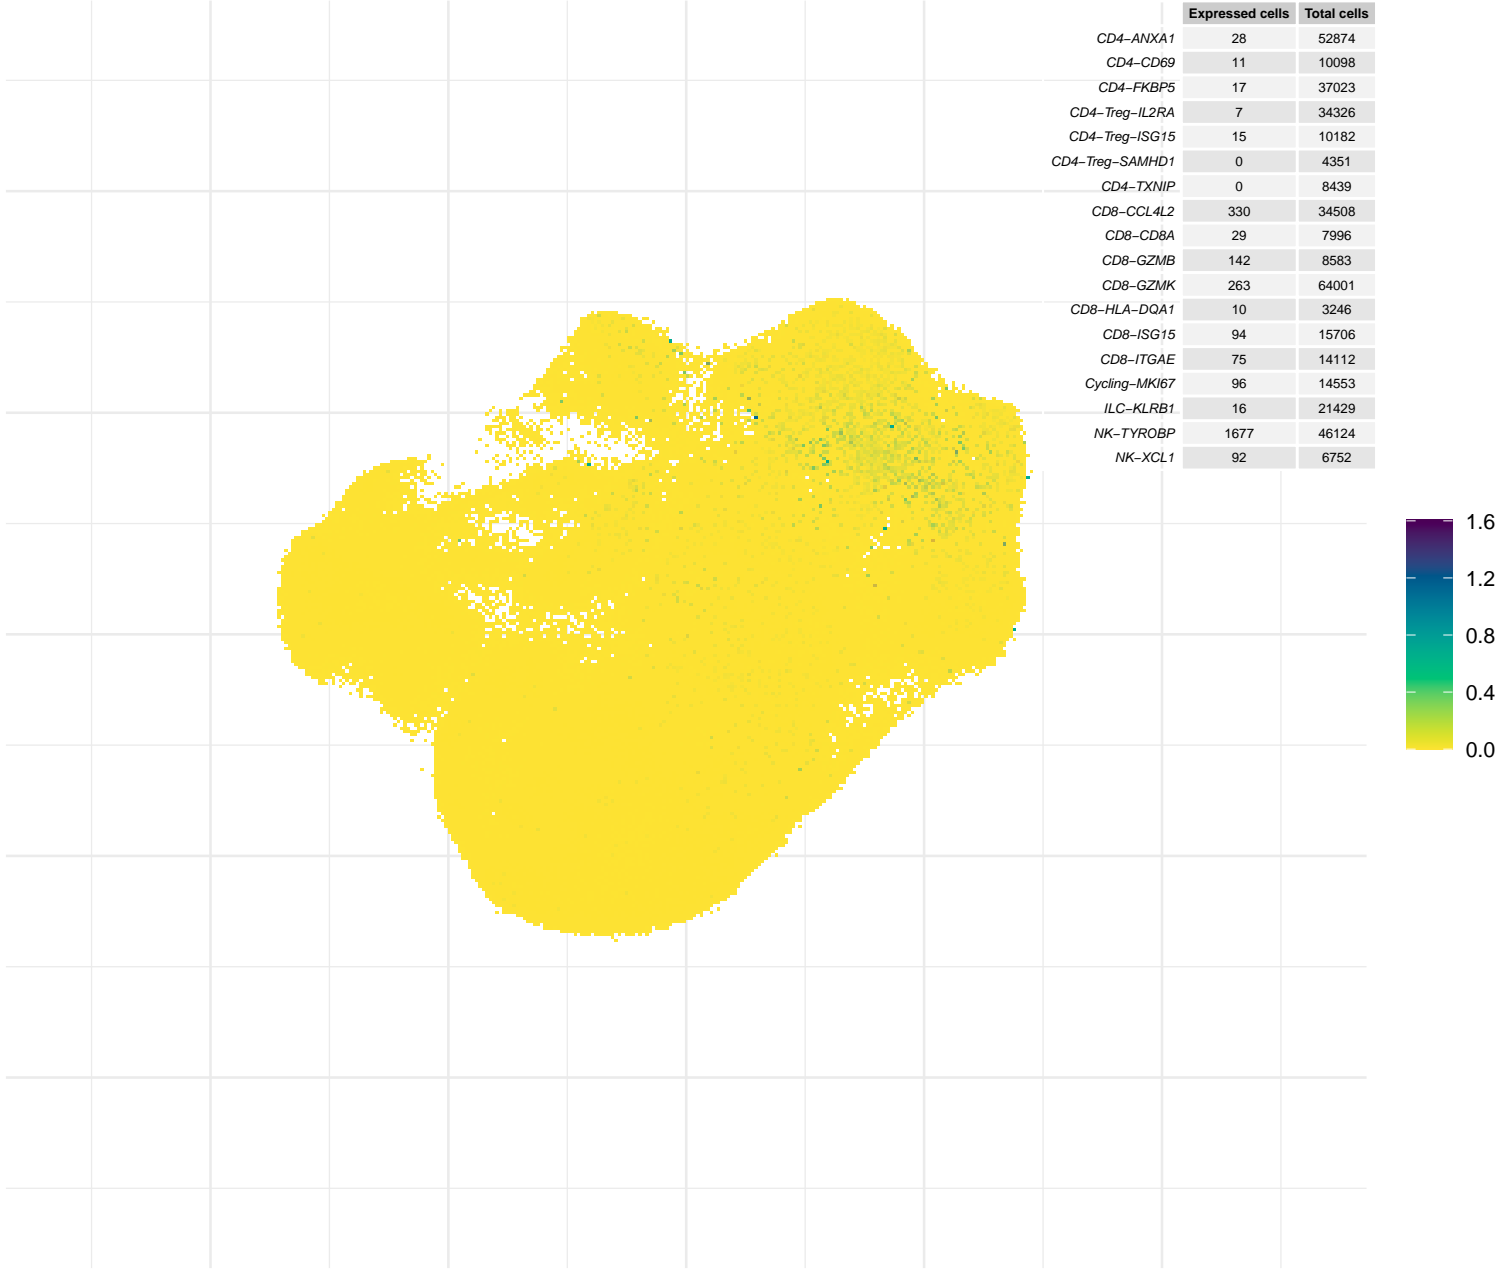 Expressed cells Total cells
CD4−ANXA1 28 52874
CD4−CD69 11 10098
CD4−FKBP5 17 37023
CD4−Treg−IL2RA 7 34326
CD4−Treg−ISG15 15 10182
CD4−Treg−SAMHD1 0 4351
CD4−TXNIP 0 8439
CD8−CCL4L2 330 34508
CD8−CD8A 29 7996
CD8−GZMB 142 8583
CD8−GZMK 263 64001
CD8−HLA−DQA1 10 3246
CD8−ISG15 94 15706
CD8−ITGAE 75 14112
Cycling−MKI67 96 14553
ILC−KLRB1 16 21429
NK−TYROBP 1677 46124
NK−XCL1 92 6752
1.6
1.2
0.8
0.4
0.0